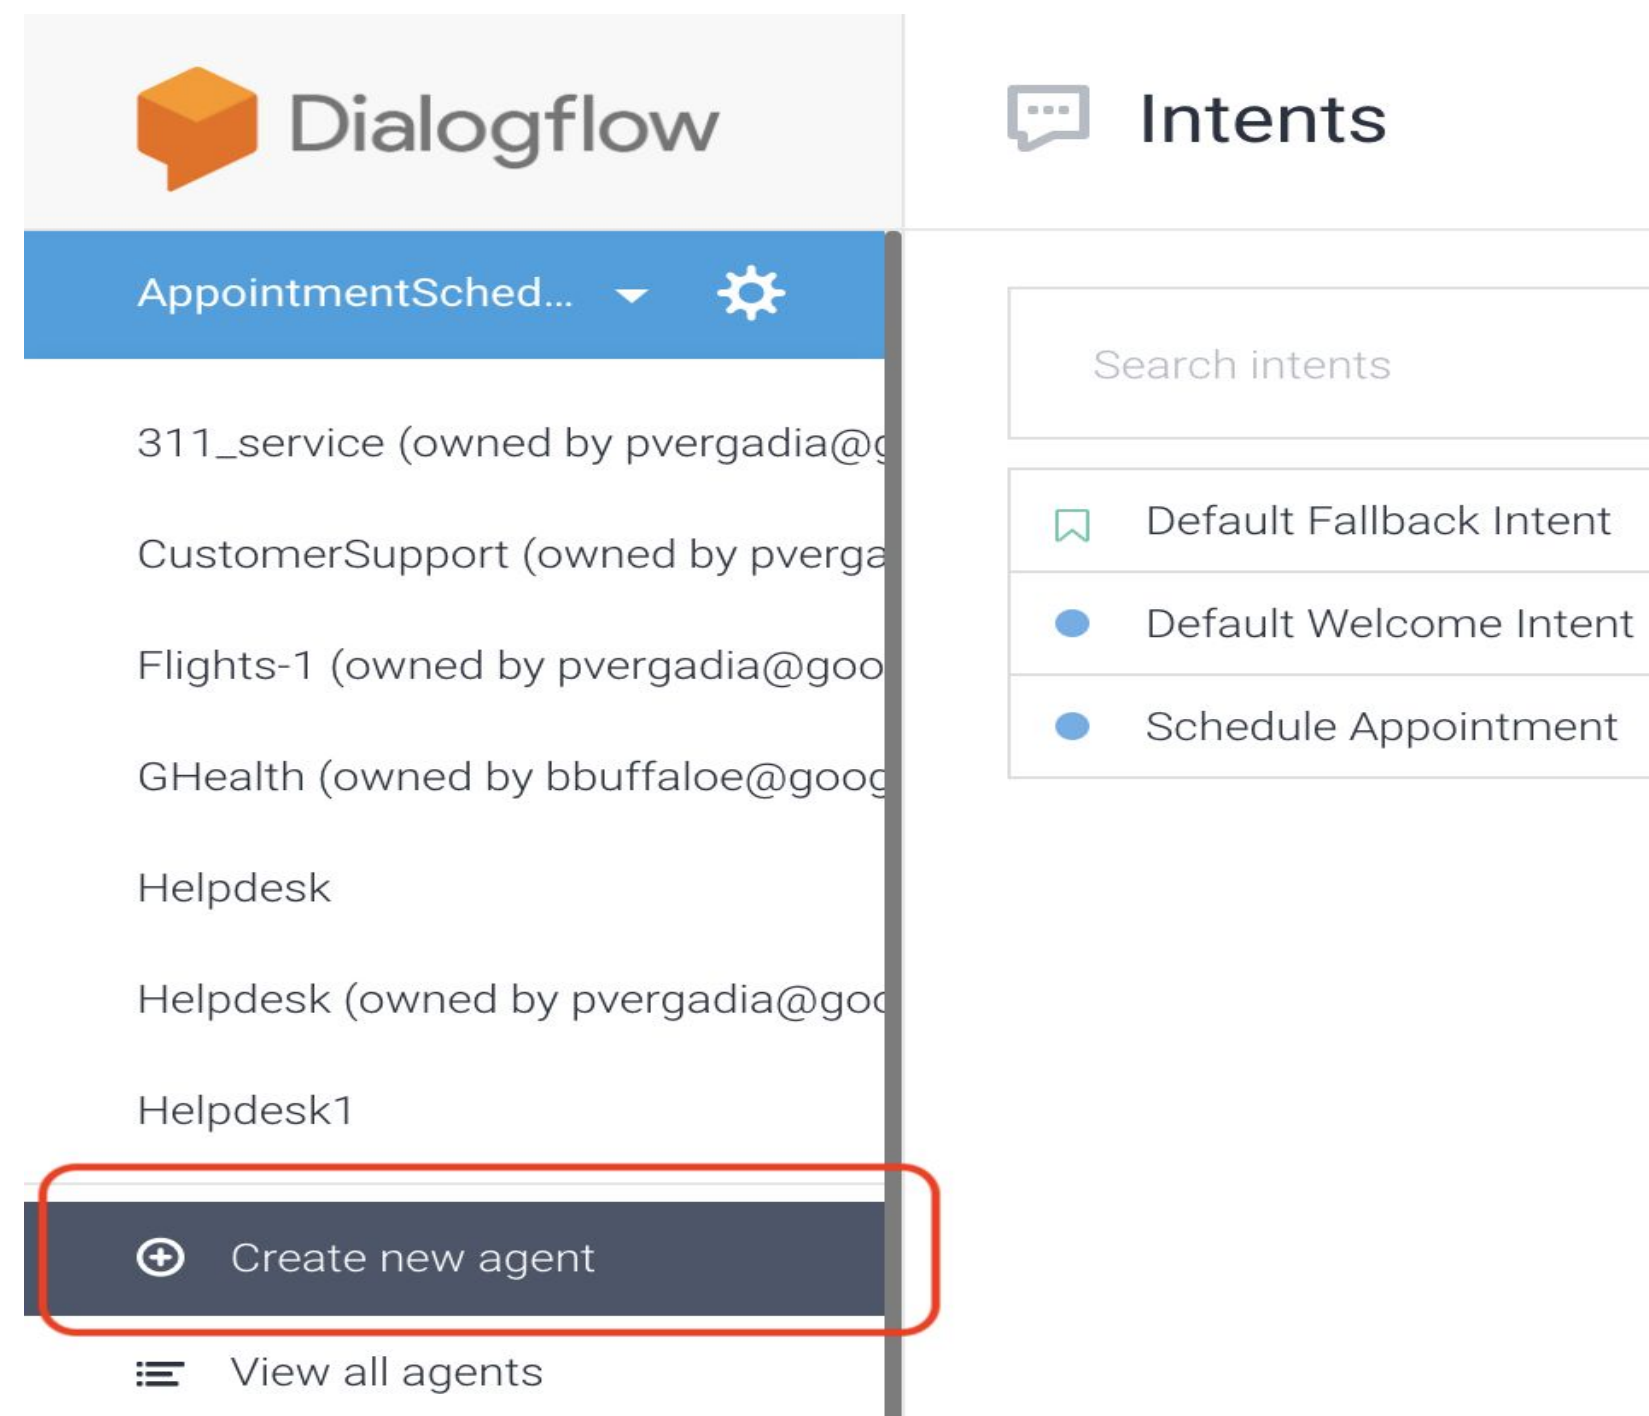 Dialogflow
Intents
AppointmentSched...
Search intents
311_service (owned by pvergadia@g
CustomerSupport (owned by pverga
Flights-1 (owned by pvergadia@goo
GHealth (owned by bbuffaloe@goog
Helpdesk
Helpdesk (owned by pvergadia@goo
Helpdesk1
Create new agent
View all agents
Default Fallback Intent
Default Welcome Intent
Schedule Appointment